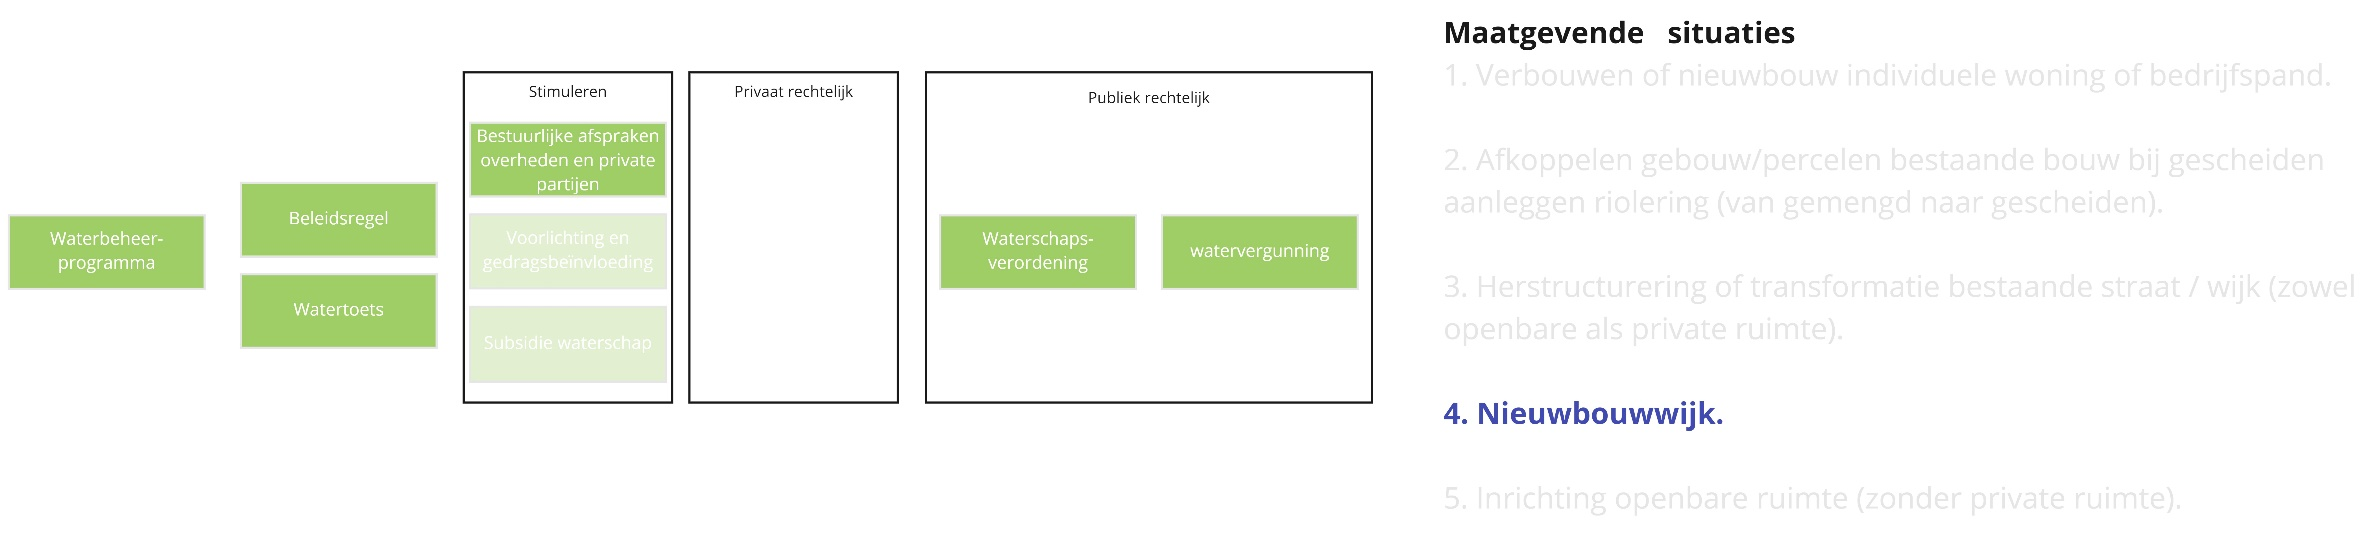 Waterbeheer-
programma
Beleidsregel
Watertoets
Stimuleren
Bestuurlijke afspraken
overheden en private
partijen
Voorlichting en
gedragsbeïnvloeding
Subsidie waterschap
Privaat rechtelijk
Publiek rechtelijk
Waterschaps-
verordening
watervergunning
Maatgevende situaties
1. Verbouwen of nieuwbouw individuele woning of bedrijfspand.
2. Afkoppelen gebouw/percelen bestaande bouw bij gescheiden
aanleggen riolering (van gemengd naar gescheiden).
3. Herstructurering of transformatie bestaande straat / wijk (zowel
openbare als private ruimte).
4. Nieuwbouwwijk.
5. Inrichting openbare ruimte (zonder private ruimte).